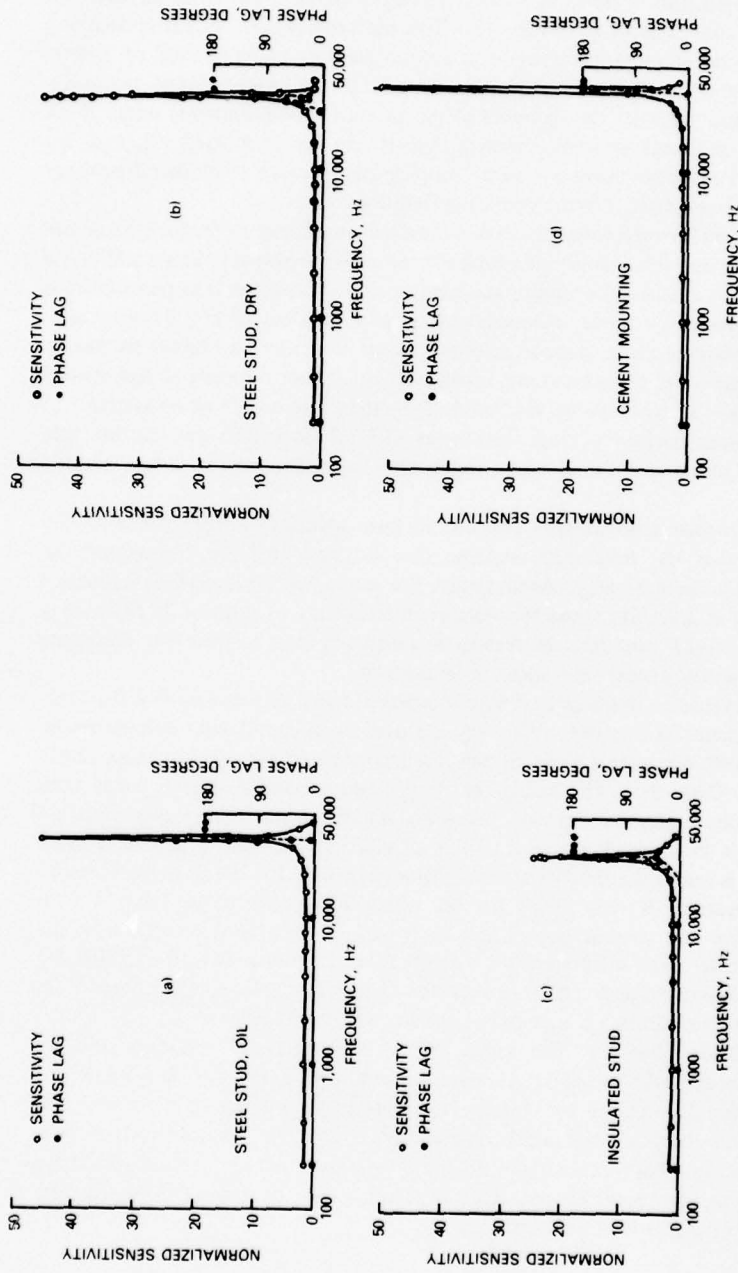 NORMALIZED SENSITIVITY
50
40
30
20
10
0
SENSITIVITY
PHASE LAG
(a)
STEEL STUD, OIL
180
90
0
PHASE LAG, DEGREES
100
1,000
10,000
50,000
FREQUENCY, Hz
NORMALIZED SENSITIVITY
50
40
30
20
10
0
SENSITIVITY
PHASE LAG
(b)
STEEL STUD, DRY
180
90
0
PHASE LAG, DEGREES
100
1000
10,000
50,000
FREQUENCY, Hz
NORMALIZED SENSITIVITY
50
40
30
20
10
0
SENSITIVITY
PHASE LAG
(c)
INSULATED STUD
180
90
0
PHASE LAG, DEGREES
100
1000
10,000
50,000
FREQUENCY, Hz
NORMALIZED SENSITIVITY
50
40
30
20
10
0
SENSITIVITY
PHASE LAG
(d)
CEMENT MOUNTING
180
90
0
PHASE LAG, DEGREES
100
1000
10,000
50,000
FREQUENCY, Hz